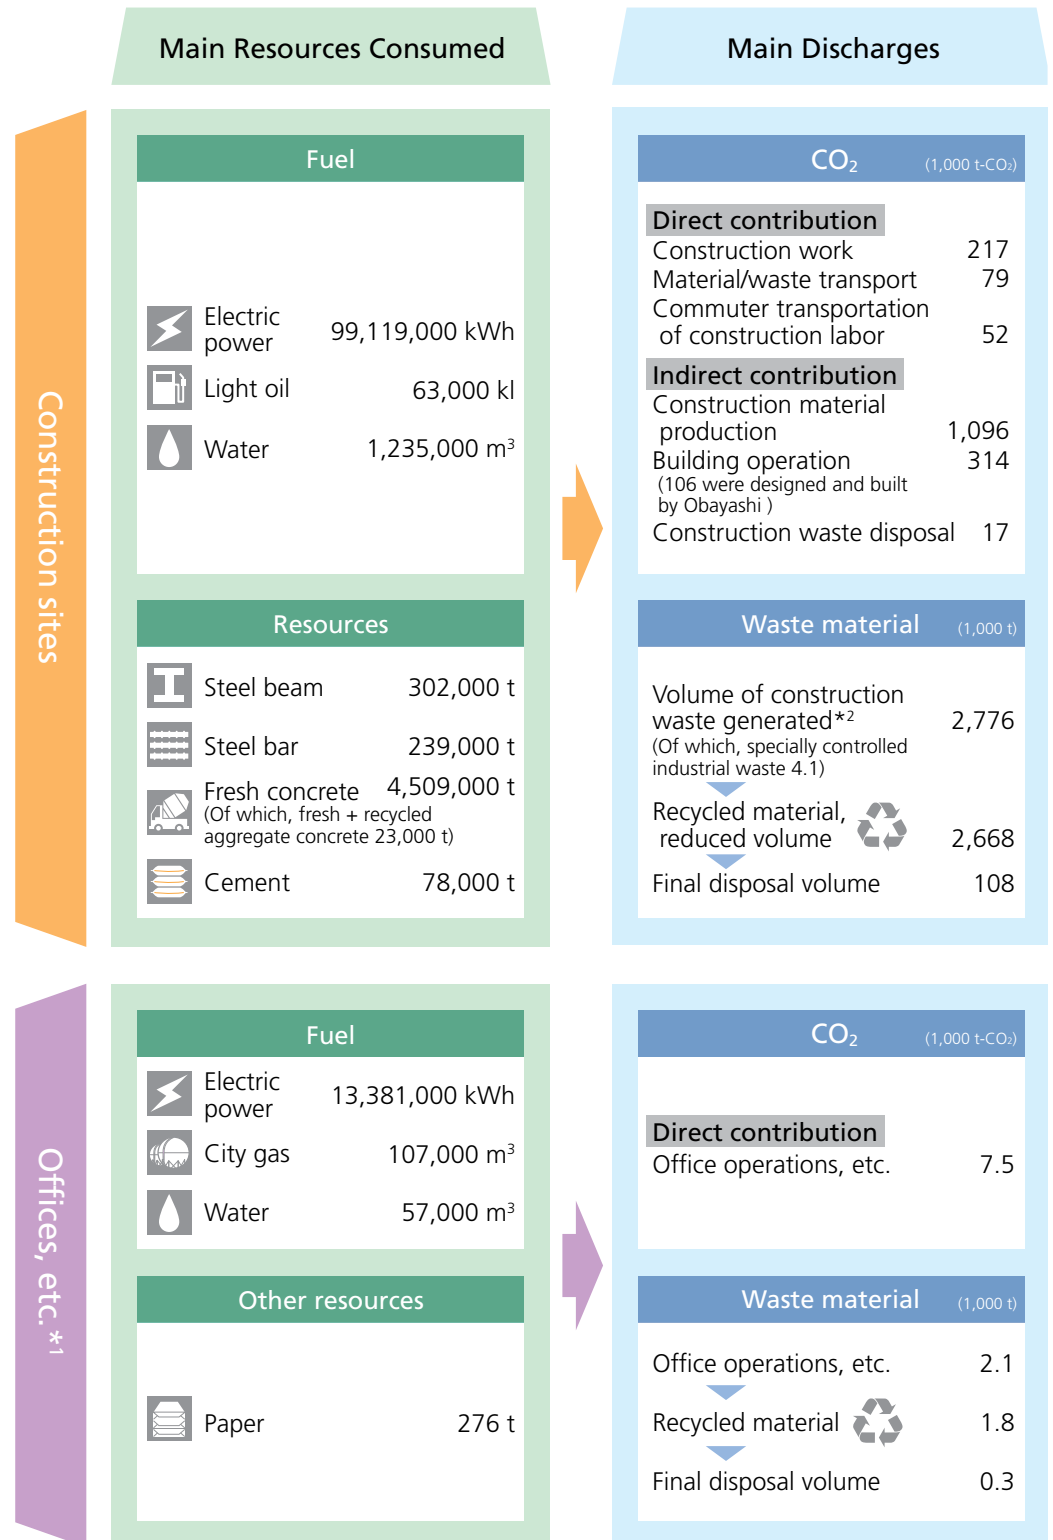 Main Resources Consumed
Main Discharges
Construction sites
Fuel
Electric
power
99,119,000 kWh
Light oil 63,000 kl
Water 1,235,000 m³
Resources
Steel beam 302,000 t
Steel bar 239,000 t
Fresh concrete 4,509,000 t
(Of which, fresh + recycled
aggregate concrete 23,000 t)
Cement 78,000 t
CO₂ (1,000 t-CO₂)
Direct contribution
Construction work 217
Material/waste transport 79
Commuter transportation
of construction labor 52
Indirect contribution
Construction material
production 1,096
Building operation 314
(106 were designed and built
by Obayashi )
Construction waste disposal 17
Waste material (1,000 t)
Volume of construction
waste generated*² 2,776
(Of which, specially controlled
industrial waste 4.1)
Recycled material,
reduced volume 2,668
Final disposal volume 108
Offices, etc. *¹
Fuel
Electric
power
13,381,000 kWh
City gas 107,000 m³
Water 57,000 m³
Other resources
Paper 276 t
CO₂ (1,000 t-CO₂)
Direct contribution
Office operations, etc. 7.5
Waste material (1,000 t)
Office operations, etc. 2.1
Recycled material 1.8
Final disposal volume 0.3